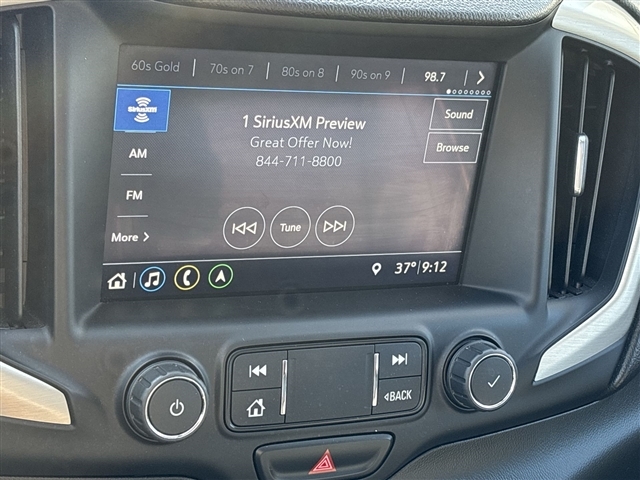 60s Gold | 70s on 7 | 80s on 8 | 90s on 9 | 98.7
SiriusXM
1 SiriusXM Preview
Great Offer Now!
844-711-8800
Sound
Browse
AM
FM
More
Tune
37° 9:12
BACK